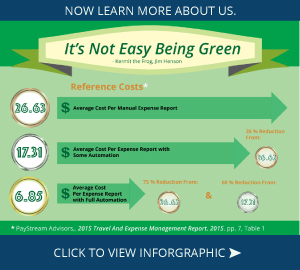 NOW LEARN MORE ABOUT US.
It's Not Easy Being Green
- Kermit the Frog, Jim Henson
Reference Costs*
26.63
$ Average Cost Per Manual Expense Report
35 % Reduction
From:
17.31
$ Average Cost Per Expense Report with
Some Automation
26.63
6.85
$ Average Cost
Per Expense Report
with Full Automation
75 % Reduction From:
26.63
&
60 % Reduction From:
17.31
* PayStream Advisors,. 2015 Travel And Expense Management Report. 2015. pp. 7, Table 1
CLICK TO VIEW INFORGRAPHIC